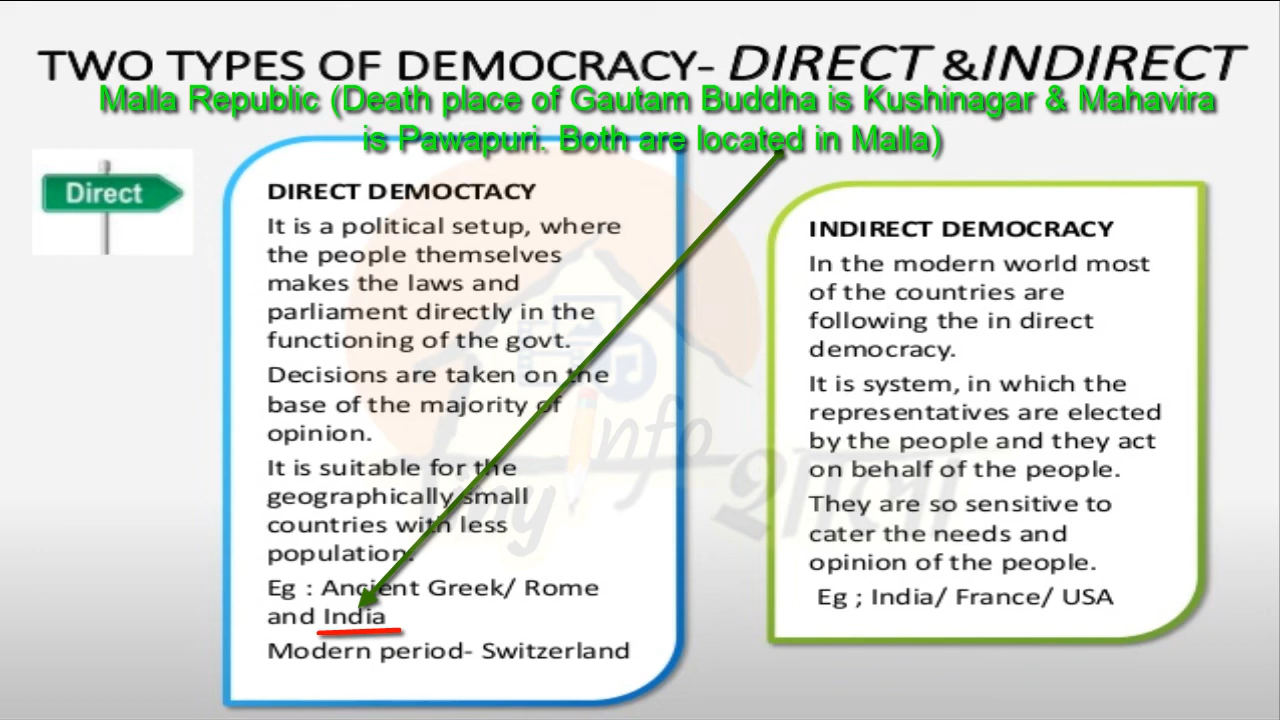 TWO TYPES OF DEMOCRACY- DIRECT &INDIRECT
Malla Republic (Death place of Gautam Buddha is Kushinagar & Mahavira
is Pawapuri. Both are located in Malla)
Direct
DIRECT DEMOCTACY
It is a political setup, where
the people themselves
makes the laws and
parliament directly in the
functioning of the govt.
Decisions are taken on the
base of the majority of
opinion.
It is suitable for the
geographically small
countries with less
population.
Eg : Ancient Greek/ Rome
and India
Modern period- Switzerland
INDIRECT DEMOCRACY
In the modern world most
of the countries are
following the in direct
democracy.
It is system, in which the
representatives are elected
by the people and they act
on behalf of the people.
They are so sensitive to
cater the needs and
opinion of the people.
Eg ; India/ France/ USA